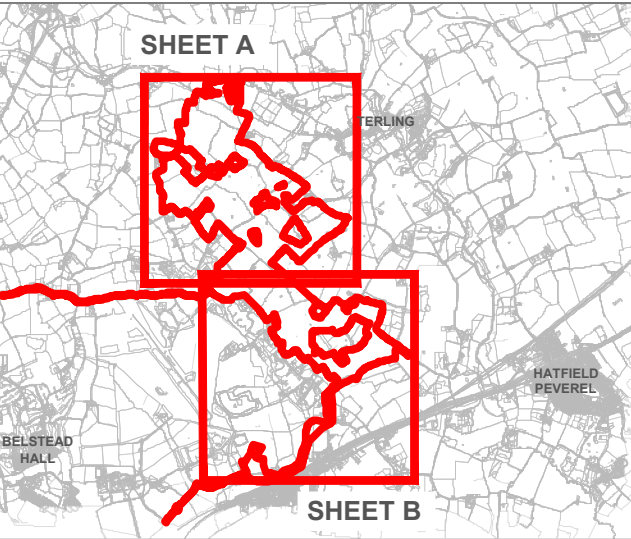 SHEET A
TERLING
HATFIELD
PEVEREL
BELSTEAD
HALL
SHEET B